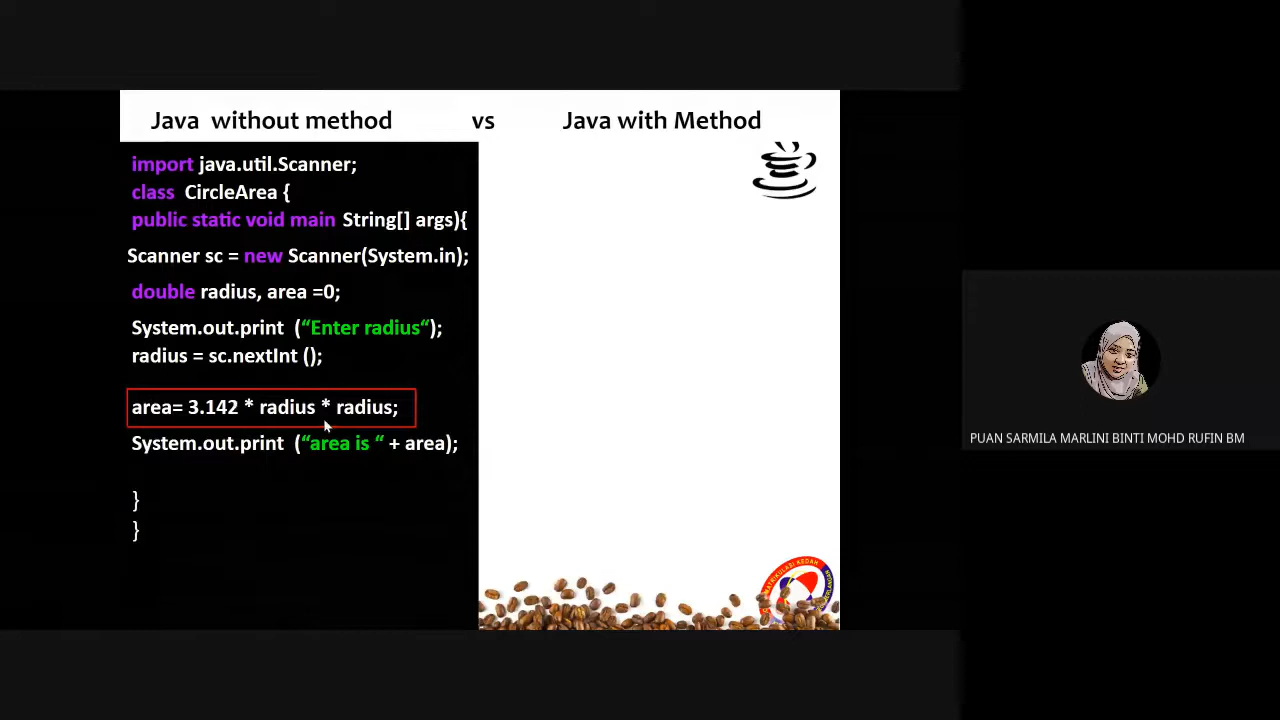 Java without method vs Java with Method
import java.util.Scanner;
class CircleArea {
public static void main String[] args){
Scanner sc = new Scanner(System.in);
double radius, area =0;
System.out.print (“Enter radius“);
radius = sc.nextInt ();
area= 3.142 * radius * radius;
System.out.print (“area is “ + area);
}
}
PUAN SARMILA MARLINI BINTI MOHD RUFIN BM
MATRIKULASI KEDAH